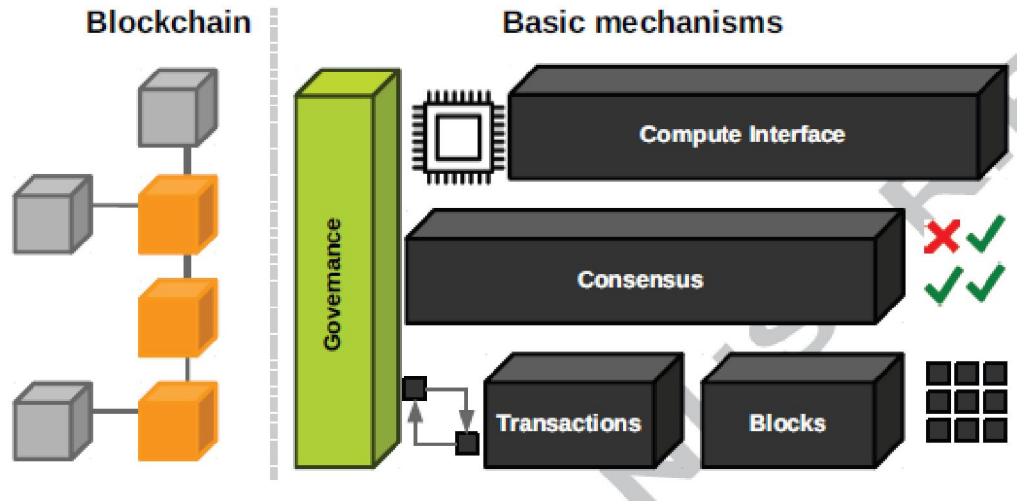 Blockchain
Basic mechanisms
Compute Interface
Governance
Consensus
Transactions
Blocks